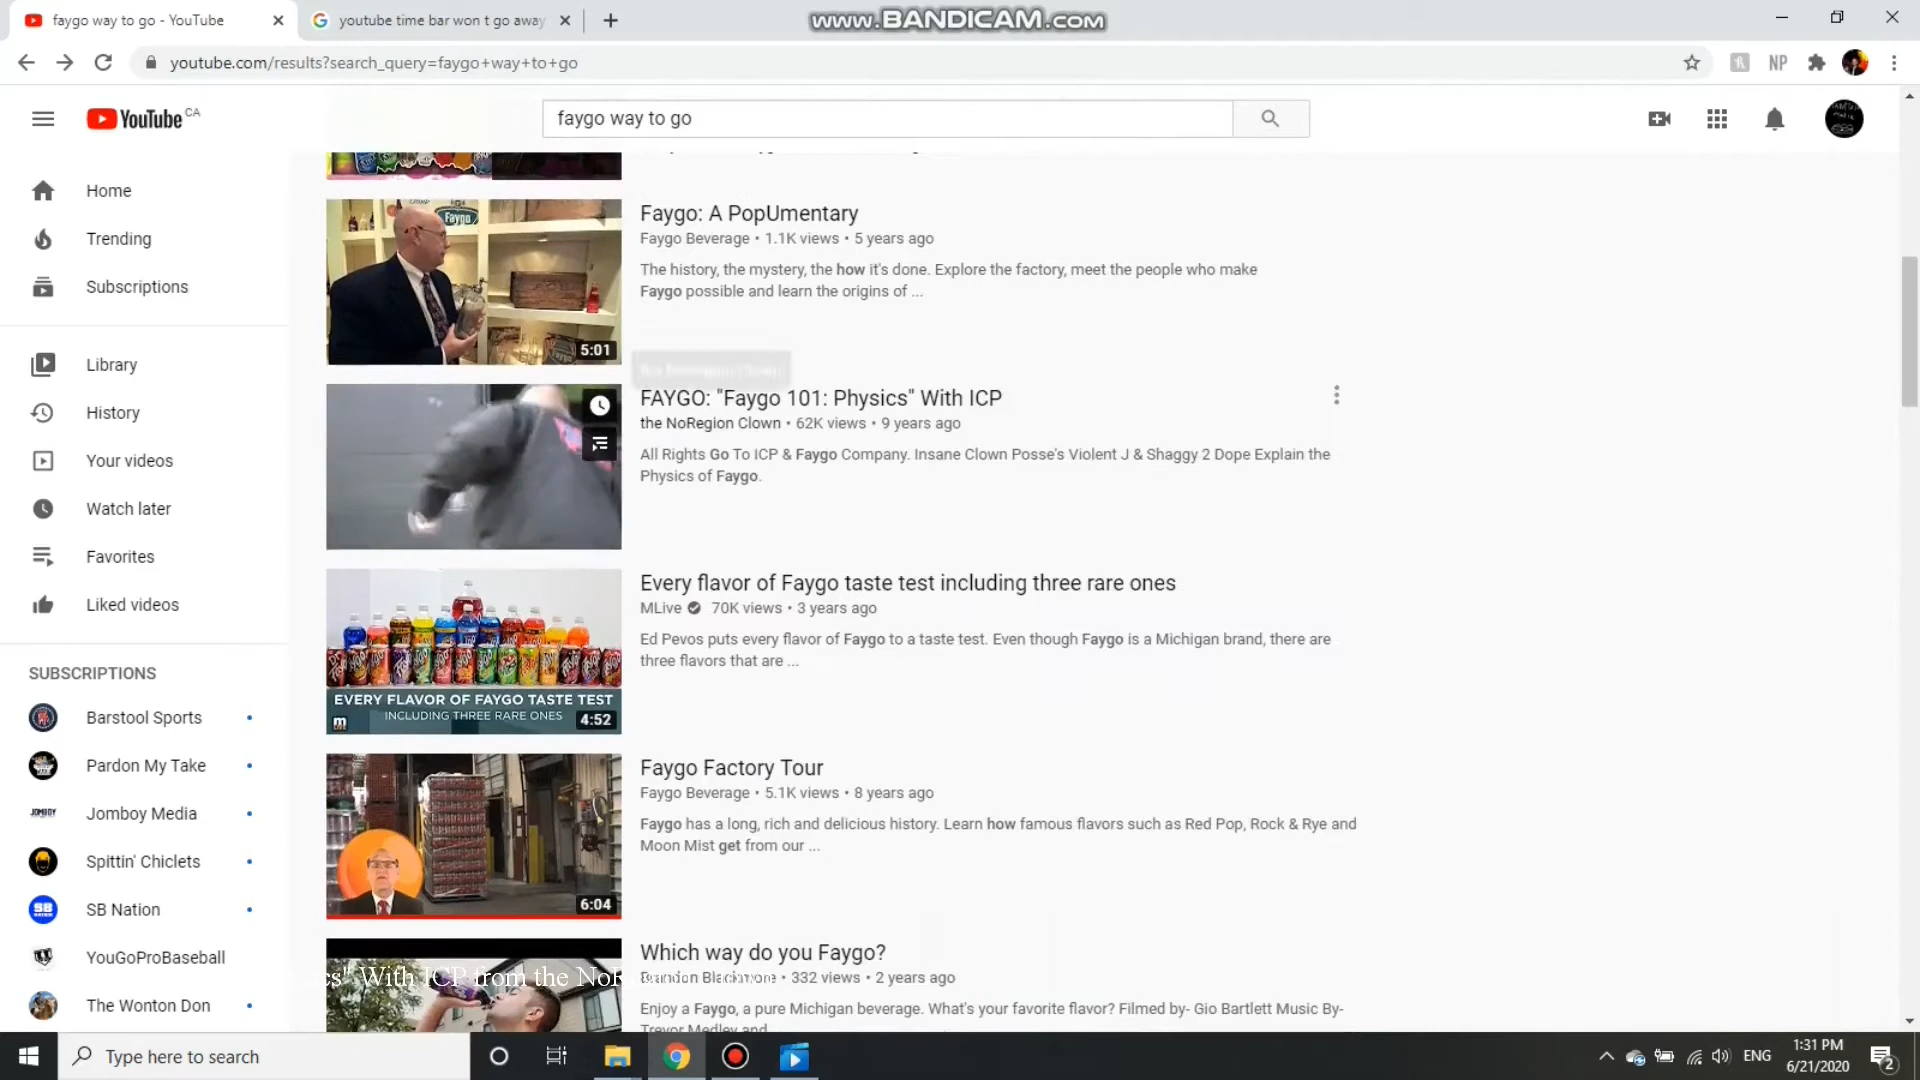 faygo way to go - YouTube
youtube time bar won t go away
www.BANDICAM.com
youtube.com/results?search_query=faygo+way+to+go
NP
YouTube CA
faygo way to go
Home
Trending
Subscriptions
Library
History
Your videos
Watch later
Favorites
Liked videos
SUBSCRIPTIONS
Barstool Sports
Pardon My Take
Jomboy Media
Spittin' Chiclets
SB Nation
YouGoProBaseball
The Wonton Don
Faygo
5:01
Faygo: A PopUmentary
Faygo Beverage • 1.1K views • 5 years ago
The history, the mystery, the how it's done. Explore the factory, meet the people who make
Faygo possible and learn the origins of ...
FAYGO: "Faygo 101: Physics" With ICP
the NoRegion Clown • 62K views • 9 years ago
All Rights Go To ICP & Faygo Company. Insane Clown Posse's Violent J & Shaggy 2 Dope Explain the
Physics of Faygo.
EVERY FLAVOR OF FAYGO TASTE TEST
INCLUDING THREE RARE ONES
m
4:52
Every flavor of Faygo taste test including three rare ones
MLive 70K views • 3 years ago
Ed Pevos puts every flavor of Faygo to a taste test. Even though Faygo is a Michigan brand, there are
three flavors that are ...
6:04
Faygo Factory Tour
Faygo Beverage • 5.1K views • 8 years ago
Faygo has a long, rich and delicious history. Learn how famous flavors such as Red Pop, Rock & Rye and
Moon Mist get from our ...
Which way do you Faygo?
332 views • 2 years ago
cs" With ICP from the NoR
Enjoy a Faygo, a pure Michigan beverage. What's your favorite flavor? Filmed by- Gio Bartlett Music By-
Trevor Medley and
Type here to search
ENG
1:31 PM
6/21/2020
2